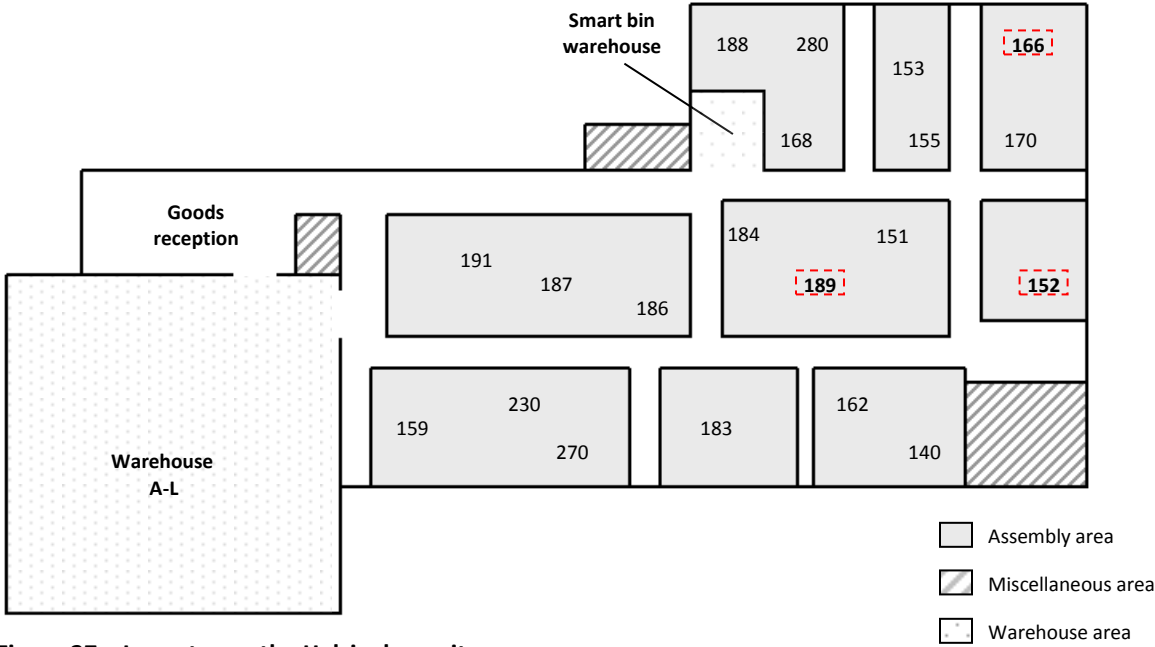 Smart bin
warehouse
188 280
153
166
168
155
170
Goods
reception
184
151
191
187
189
152
186
230
159
270
183
162
140
Warehouse
A-L
Assembly area
Miscellaneous area
Warehouse area